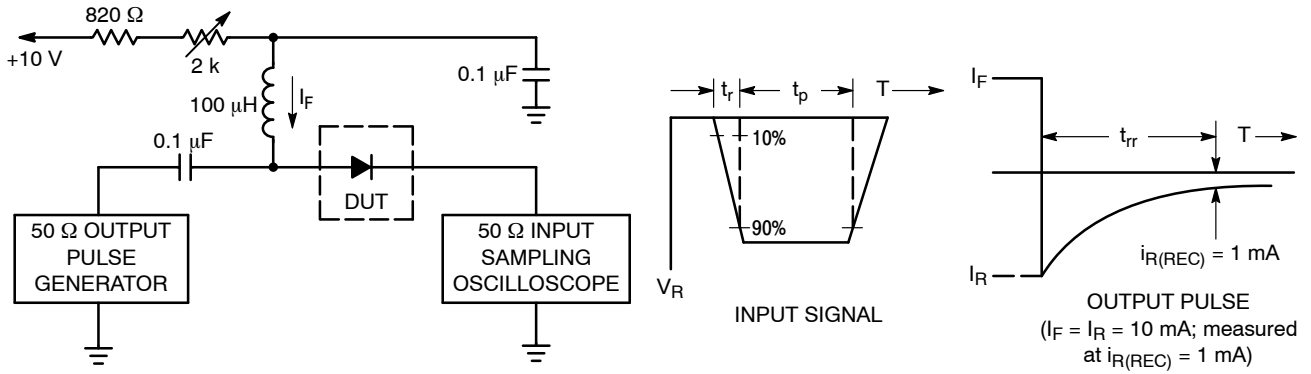 820 Ω
+10 V
2 k
100 μH
I_F
0.1 μF
0.1 μF
DUT
50 Ω OUTPUT
PULSE
GENERATOR
50 Ω INPUT
SAMPLING
OSCILLOSCOPE
t_r
t_p
T
10%
90%
V_R
INPUT SIGNAL
I_F
t_rr
T
I_R
i_R(REC) = 1 mA
OUTPUT PULSE
(I_F = I_R = 10 mA; measured
at i_R(REC) = 1 mA)